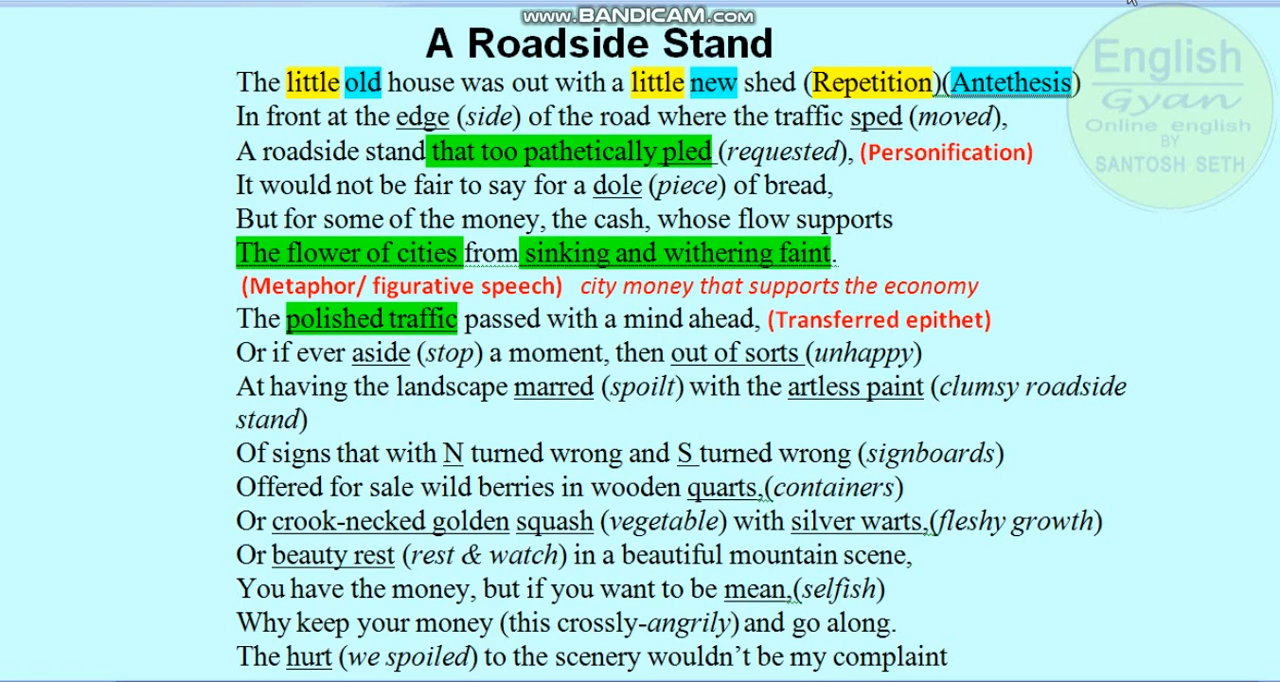 www.BANDICAM.com
A Roadside Stand
The little old house was out with a little new shed (Repetition)(Antethesis)
In front at the edge (side) of the road where the traffic sped (moved),
A roadside stand that too pathetically pled (requested), (Personification)
It would not be fair to say for a dole (piece) of bread,
But for some of the money, the cash, whose flow supports
The flower of cities from sinking and withering faint.
(Metaphor/ figurative speech) city money that supports the economy
The polished traffic passed with a mind ahead, (Transferred epithet)
Or if ever aside (stop) a moment, then out of sorts (unhappy)
At having the landscape marred (spoilt) with the artless paint (clumsy roadside
stand)
Of signs that with N turned wrong and S turned wrong (signboards)
Offered for sale wild berries in wooden quarts,(containers)
Or crook-necked golden squash (vegetable) with silver warts,(fleshy growth)
Or beauty rest (rest & watch) in a beautiful mountain scene,
You have the money, but if you want to be mean,(selfish)
Why keep your money (this crossly-angrily) and go along.
The hurt (we spoiled) to the scenery wouldn't be my complaint
English
Gyan
Online english
BY
SANTOSH SETH